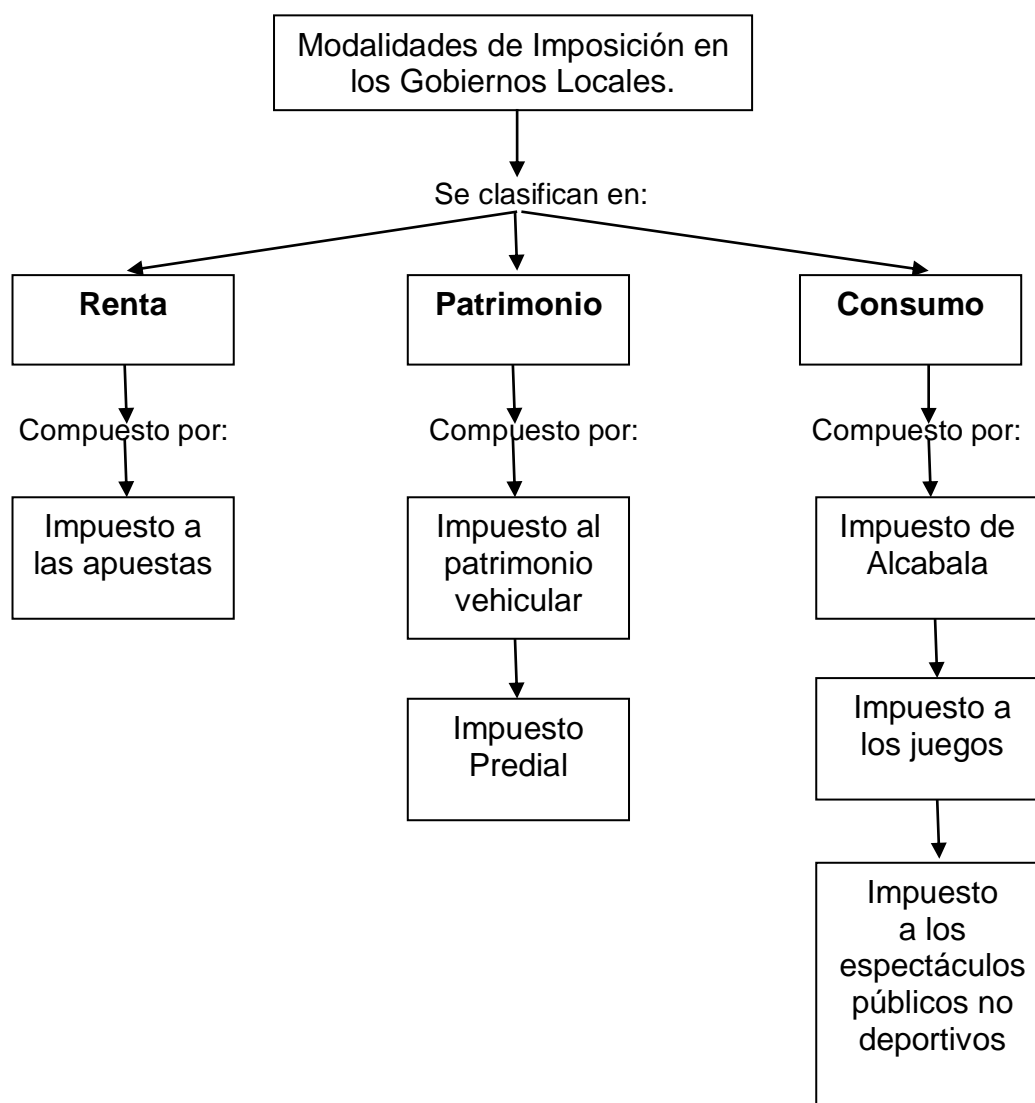 Modalidades de Imposición en
los Gobiernos Locales.
Se clasifican en:
Renta
Patrimonio
Consumo
Compuesto por:
Compuesto por:
Compuesto por:
Impuesto a
las apuestas
Impuesto al
patrimonio
vehicular
Impuesto de
Alcabala
Impuesto
Predial
Impuesto a
los juegos
Impuesto
a los
espectáculos
públicos no
deportivos